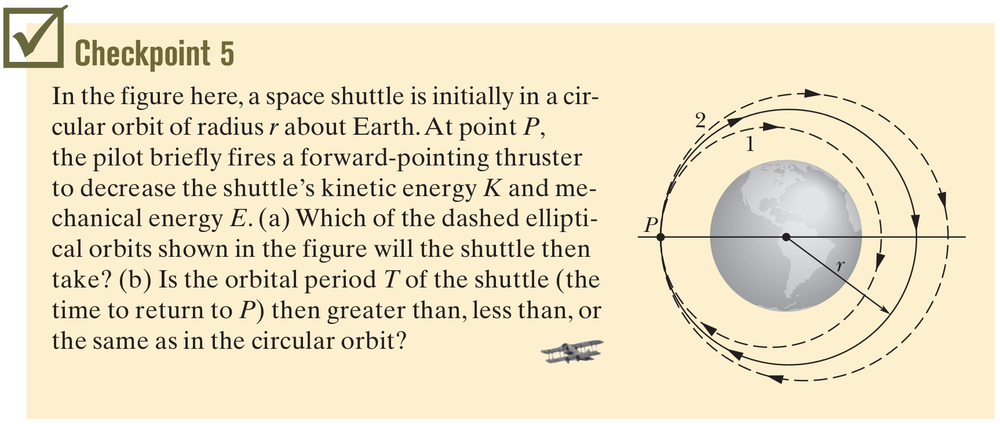 Checkpoint 5
In the figure here, a space shuttle is initially in a cir-
cular orbit of radius r about Earth. At point P,
the pilot briefly fires a forward-pointing thruster
to decrease the shuttle's kinetic energy K and me-
chanical energy E. (a) Which of the dashed ellipti-
cal orbits shown in the figure will the shuttle then
take? (b) Is the orbital period T of the shuttle (the
time to return to P) then greater than, less than, or
the same as in the circular orbit?
2
1
P
r